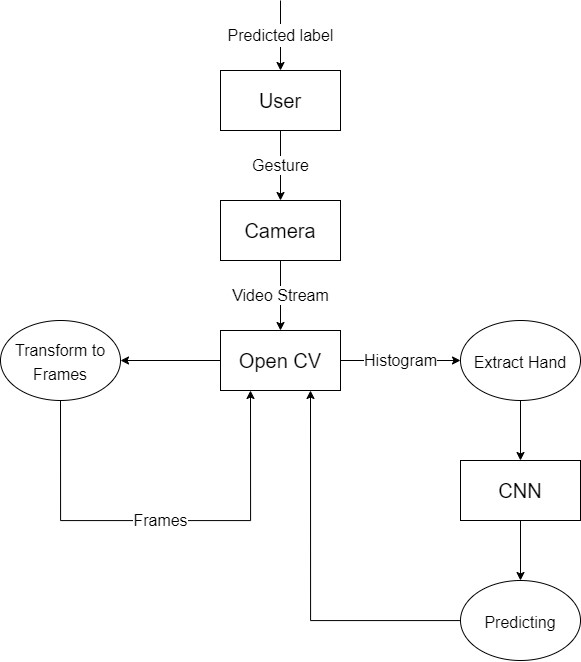 Predicted label
User
Gesture
Camera
Video Stream
Transform to
Frames
Open CV
Histogram
Extract Hand
CNN
Frames
Predicting